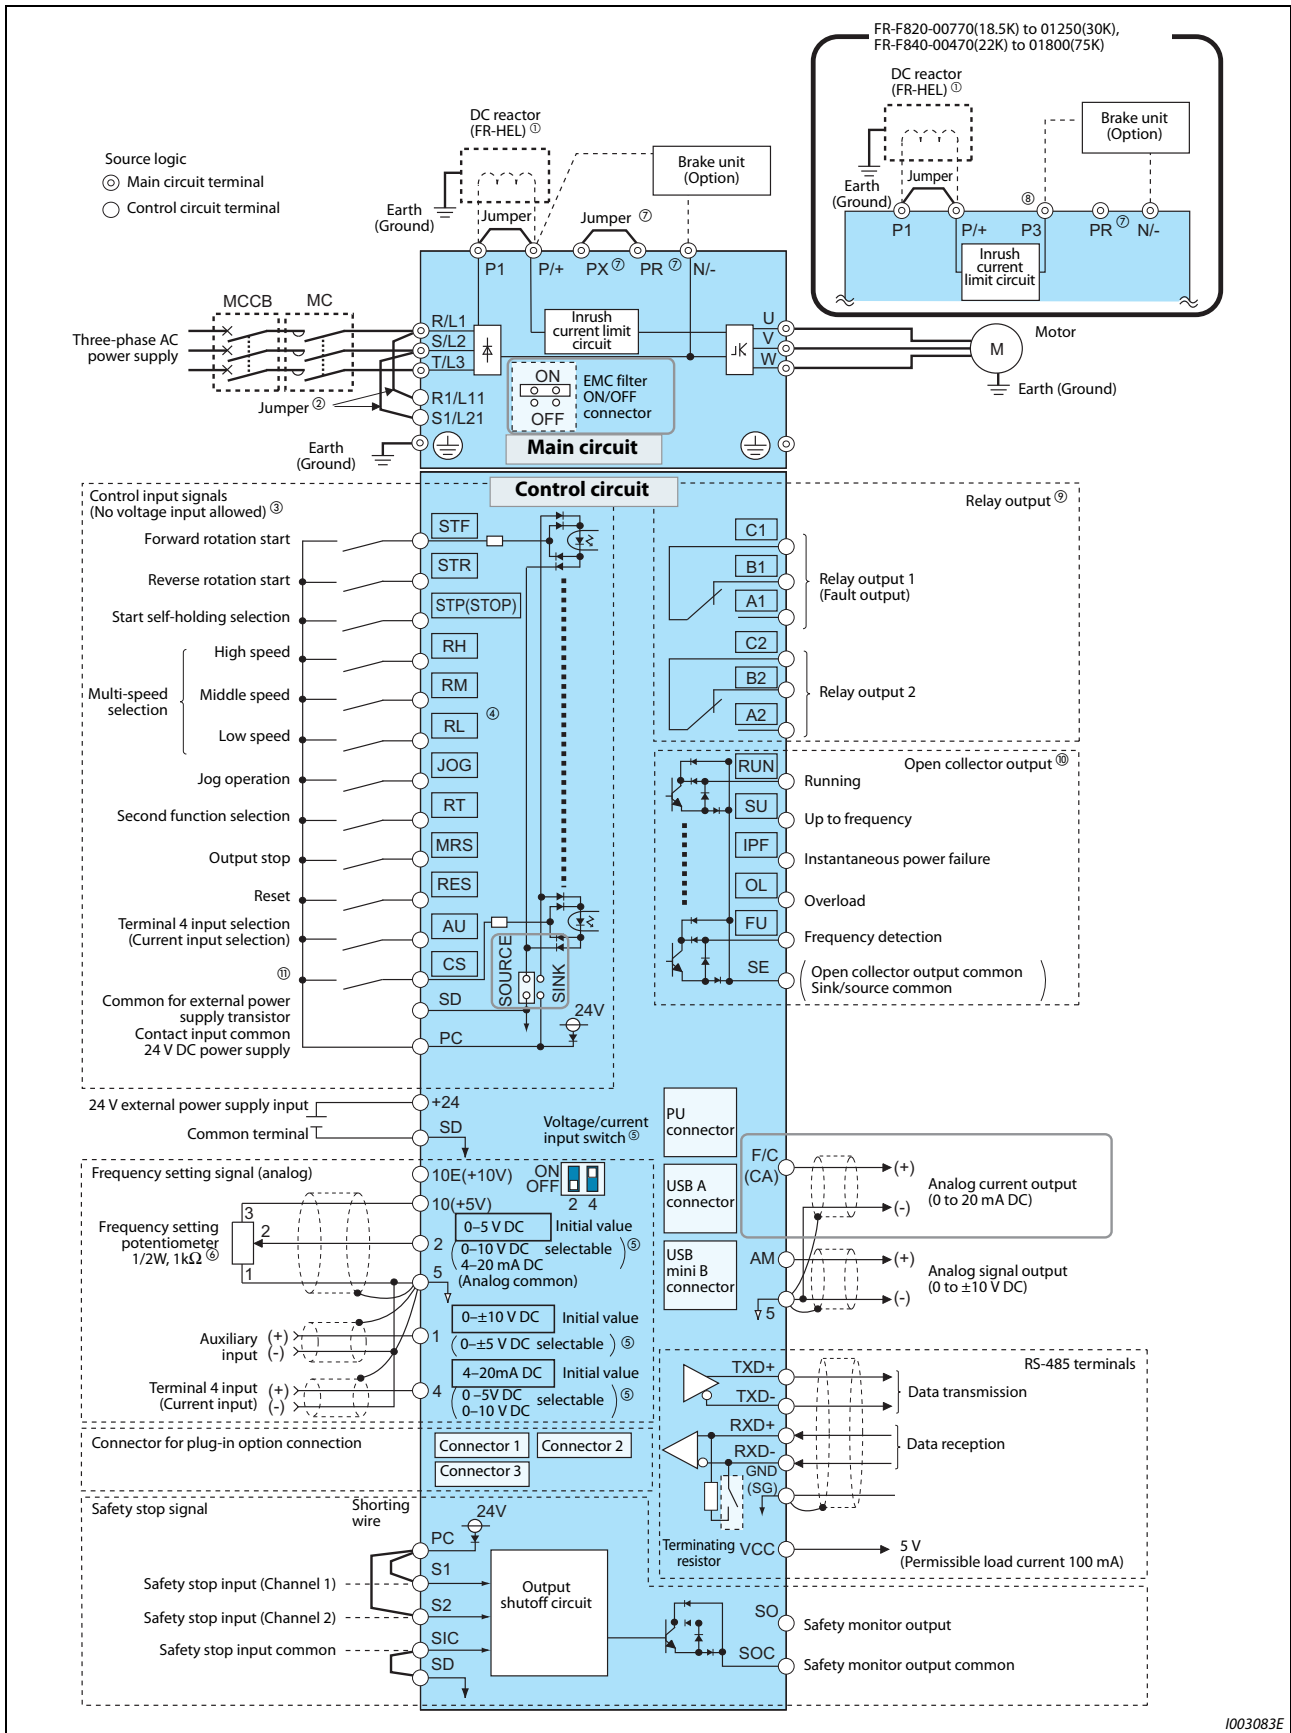 FR-F820-00770(18.5K) to 01250(30K),
FR-F840-00470(22K) to 01800(75K)
DC reactor
(FR-HEL) ①
Brake unit
(Option)
Earth
(Ground)
Jumper
⑧
P1
P/+
P3
PR ⑦
N/-
Inrush
current
limit circuit
Source logic
Main circuit terminal
Control circuit terminal
DC reactor
(FR-HEL) ①
Brake unit
(Option)
Earth
(Ground)
Jumper
Jumper ⑦
P1
P/+
PX ⑦
PR ⑦
N/-
MCCB
MC
Three-phase AC
power supply
R/L1
S/L2
T/L3
R1/L11
S1/L21
Jumper ②
Inrush
current limit
circuit
ON
OFF
EMC filter
ON/OFF
connector
U
V
W
M
Motor
Earth (Ground)
Earth
(Ground)
Main circuit
Control circuit
Control input signals
(No voltage input allowed) ③
Forward rotation start
STF
Reverse rotation start
STR
Start self-holding selection
STP(STOP)
Multi-speed
selection
High speed
RH
Middle speed
RM
Low speed
RL ④
Jog operation
JOG
Second function selection
RT
Output stop
MRS
Reset
RES
Terminal 4 input selection
(Current input selection)
AU
⑪
CS
SOURCE
SINK
Common for external power
supply transistor
SD
Contact input common
24 V DC power supply
PC
24V
Relay output ⑨
C1
B1
A1
Relay output 1
(Fault output)
C2
B2
A2
Relay output 2
Open collector output ⑩
RUN
Running
SU
Up to frequency
IPF
Instantaneous power failure
OL
Overload
FU
Frequency detection
SE
Open collector output common
Sink/source common
24 V external power supply input
+24
Common terminal
SD
Voltage/current
input switch ⑤
ON
OFF
2 4
Frequency setting signal (analog)
10E(+10V)
10(+5V)
Frequency setting
potentiometer
1/2W, 1kΩ ⑥
3
2
1
2
0–5 V DC
Initial value
0–10 V DC
4–20 mA DC
selectable ⑤
(Analog common)
5
Auxiliary
input
(+)
(-)
1
0–±10 V DC
Initial value
(0–±5 V DC selectable) ⑤
Terminal 4 input
(Current input)
(+)
(-)
4
4–20mA DC
Initial value
0 –5V DC
0–10 V DC
selectable ⑤
PU
connector
USB A
connector
USB
mini B
connector
F/C
(CA)
(+)
(-)
Analog current output
(0 to 20 mA DC)
AM
5
(+)
(-)
Analog signal output
(0 to ±10 V DC)
RS-485 terminals
TXD+
TXD-
Data transmission
RXD+
RXD-
Data reception
GND
(SG)
Terminating
resistor
VCC
5 V
(Permissible load current 100 mA)
Connector for plug-in option connection
Connector 1
Connector 2
Connector 3
Safety stop signal
Shorting
wire
24V
PC
S1
Safety stop input (Channel 1)
S2
Safety stop input (Channel 2)
SIC
Safety stop input common
SD
Output
shutoff circuit
SO
Safety monitor output
SOC
Safety monitor output common
I003083E